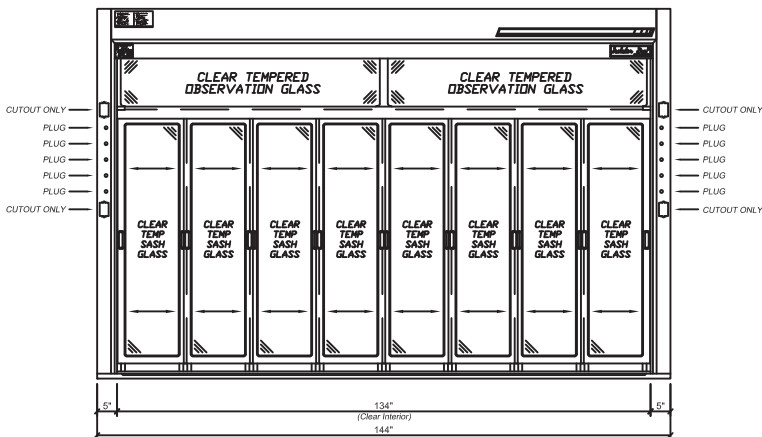 CLEAR TEMPERED
OBSERVATION GLASS
CLEAR TEMPERED
OBSERVATION GLASS
CUTOUT ONLY
PLUG
PLUG
PLUG
PLUG
PLUG
CUTOUT ONLY
CUTOUT ONLY
PLUG
PLUG
PLUG
PLUG
PLUG
CUTOUT ONLY
CLEAR
TEMP
SASH
GLASS
CLEAR
TEMP
SASH
GLASS
CLEAR
TEMP
SASH
GLASS
CLEAR
TEMP
SASH
GLASS
CLEAR
TEMP
SASH
GLASS
CLEAR
TEMP
SASH
GLASS
CLEAR
TEMP
SASH
GLASS
CLEAR
TEMP
SASH
GLASS
5"
134"
5"
(Clear Interior)
144"